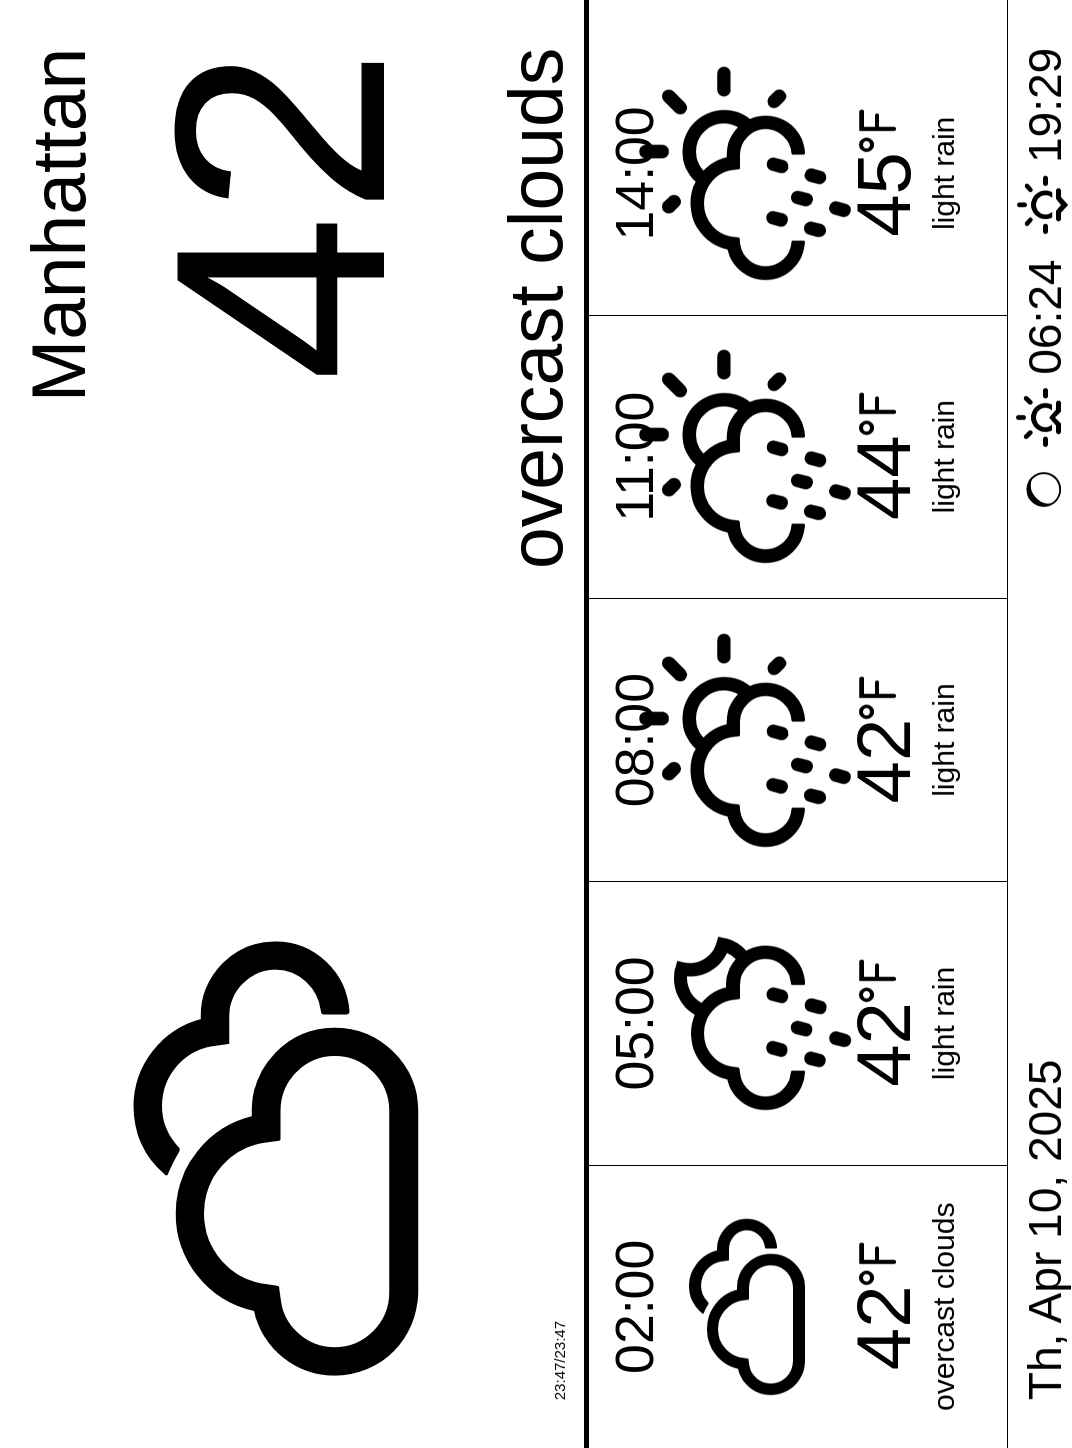 Manhattan
42
overcast clouds
23:47/23:47
02:00 05:00 08:00 11:00 14:00
42°F 42°F 42°F 44°F 45°F
overcast clouds light rain light rain light rain light rain
Th, Apr 10, 2025 06:24 19:29